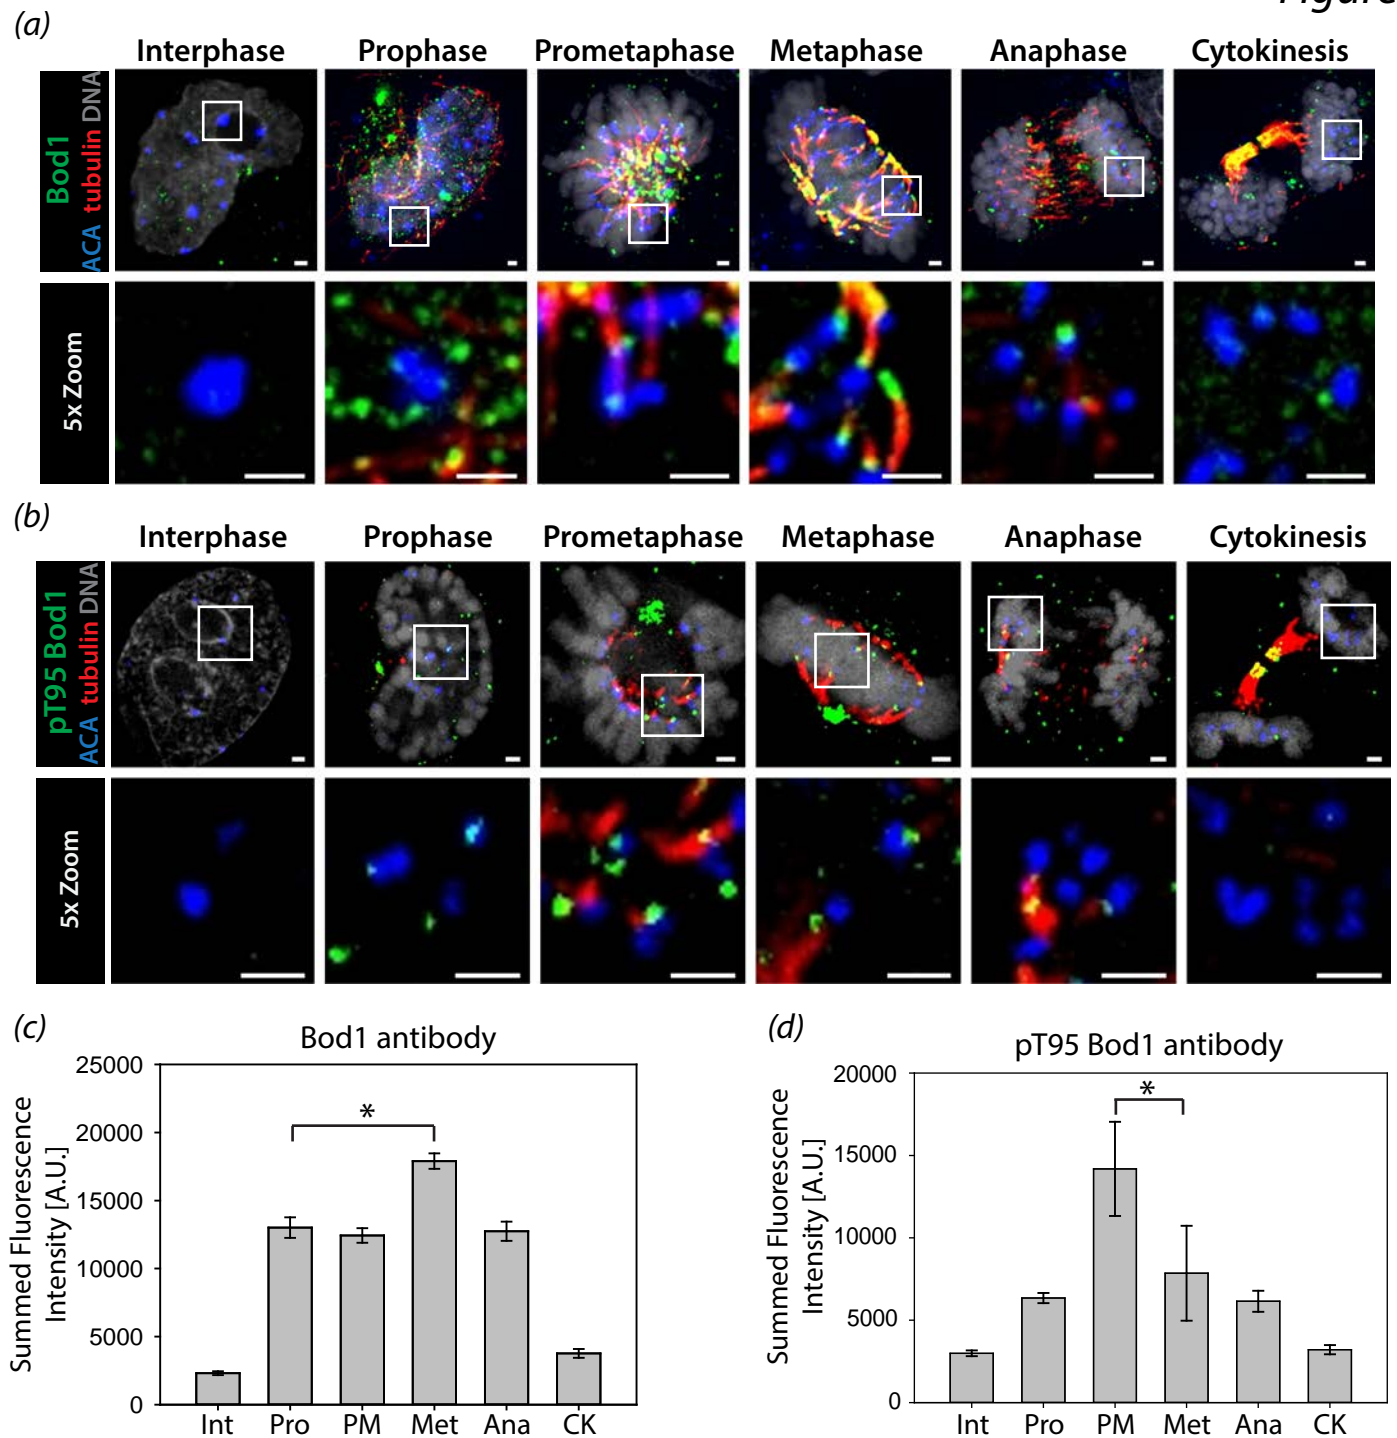 Figure
(a)
Interphase Prophase Prometaphase Metaphase Anaphase Cytokinesis
Bod1
ACA tubulin DNA
5x Zoom
(b)
Interphase Prophase Prometaphase Metaphase Anaphase Cytokinesis
pT95 Bod1
ACA tubulin DNA
5x Zoom
(c)
Bod1 antibody
Summed Fluorescence
Intensity [A.U.]
25000
20000
15000
10000
5000
0
*
Int Pro PM Met Ana CK
(d)
pT95 Bod1 antibody
Summed Fluorescence
Intensity [A.U.]
20000
15000
10000
5000
0
*
Int Pro PM Met Ana CK